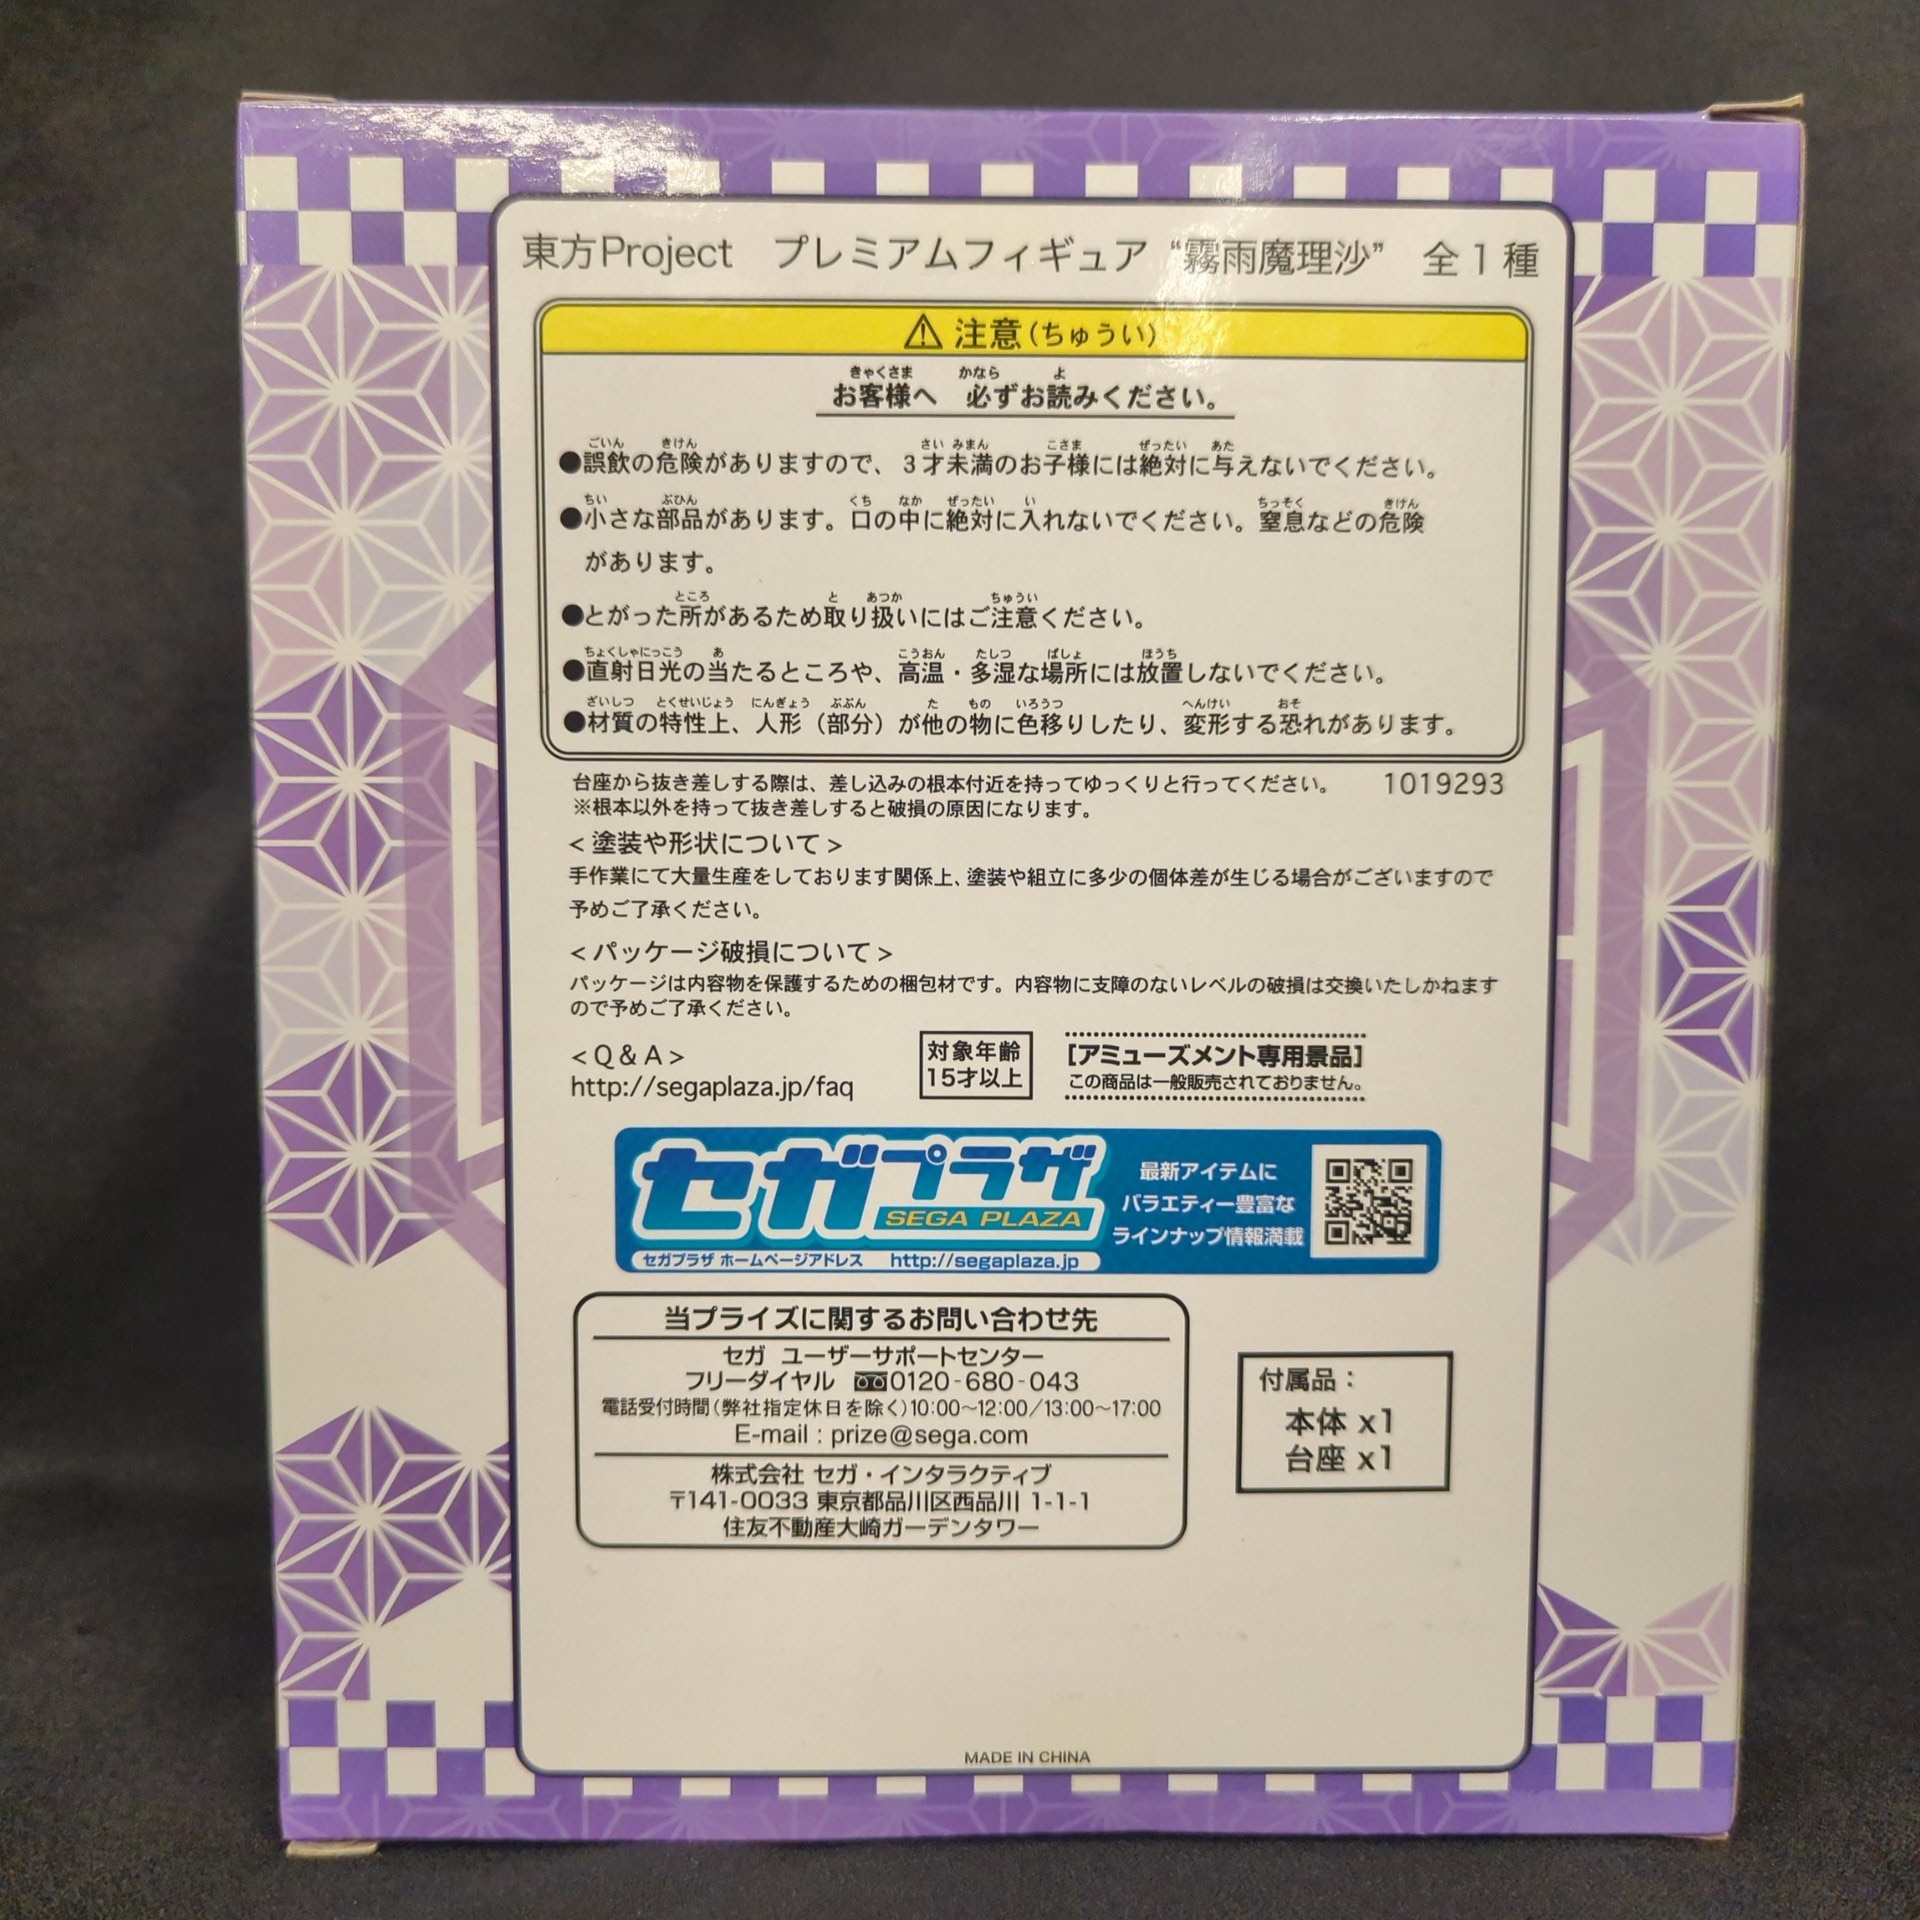 東方Project プレミアムフィギュア“霧雨魔理沙” 全1種
⚠ 注意(ちゅうい)
お客様へ 必ずお読みください。
●誤飲の危険がありますので、3才未満のお子様には絶対に与えないでください。
●小さな部品があります。口の中に絶対に入れないでください。窒息などの危険
があります。
●とがった所があるため取り扱いにはご注意ください。
●直射日光の当たるところや、高温・多湿な場所には放置しないでください。
●材質の特性上、人形(部分)が他の物に色移りしたり、変形する恐れがあります。
台座から抜き差しする際は、差し込みの根本付近を持ってゆっくりと行ってください。 1019293
※根本以外を持って抜き差しすると破損の原因になります。
<塗装や形状について>
手作業にて大量生産をしております関係上、塗装や組立に多少の個体差が生じる場合がございますので
予めご了承ください。
<パッケージ破損について>
パッケージは内容物を保護するための梱包材です。内容物に支障のないレベルの破損は交換いたしかねます
ので予めご了承ください。
<Q&A>
http://segaplaza.jp/faq
対象年齢
15才以上
[アミューズメント専用景品]
この商品は一般販売されておりません。
セガプラザ
SEGA PLAZA
セガプラザ ホームページアドレス http://segaplaza.jp
最新アイテムに
バラエティー豊富な
ラインナップ情報満載
当プライズに関するお問い合わせ先
セガ ユーザーサポートセンター
フリーダイヤル 0120-680-043
電話受付時間(弊社指定休日を除く)10:00~12:00/13:00~17:00
E-mail : prize@sega.com
株式会社 セガ・インタラクティブ
〒141-0033 東京都品川区西品川 1-1-1
住友不動産大崎ガーデンタワー
付属品:
本体 x1
台座 x1
MADE IN CHINA